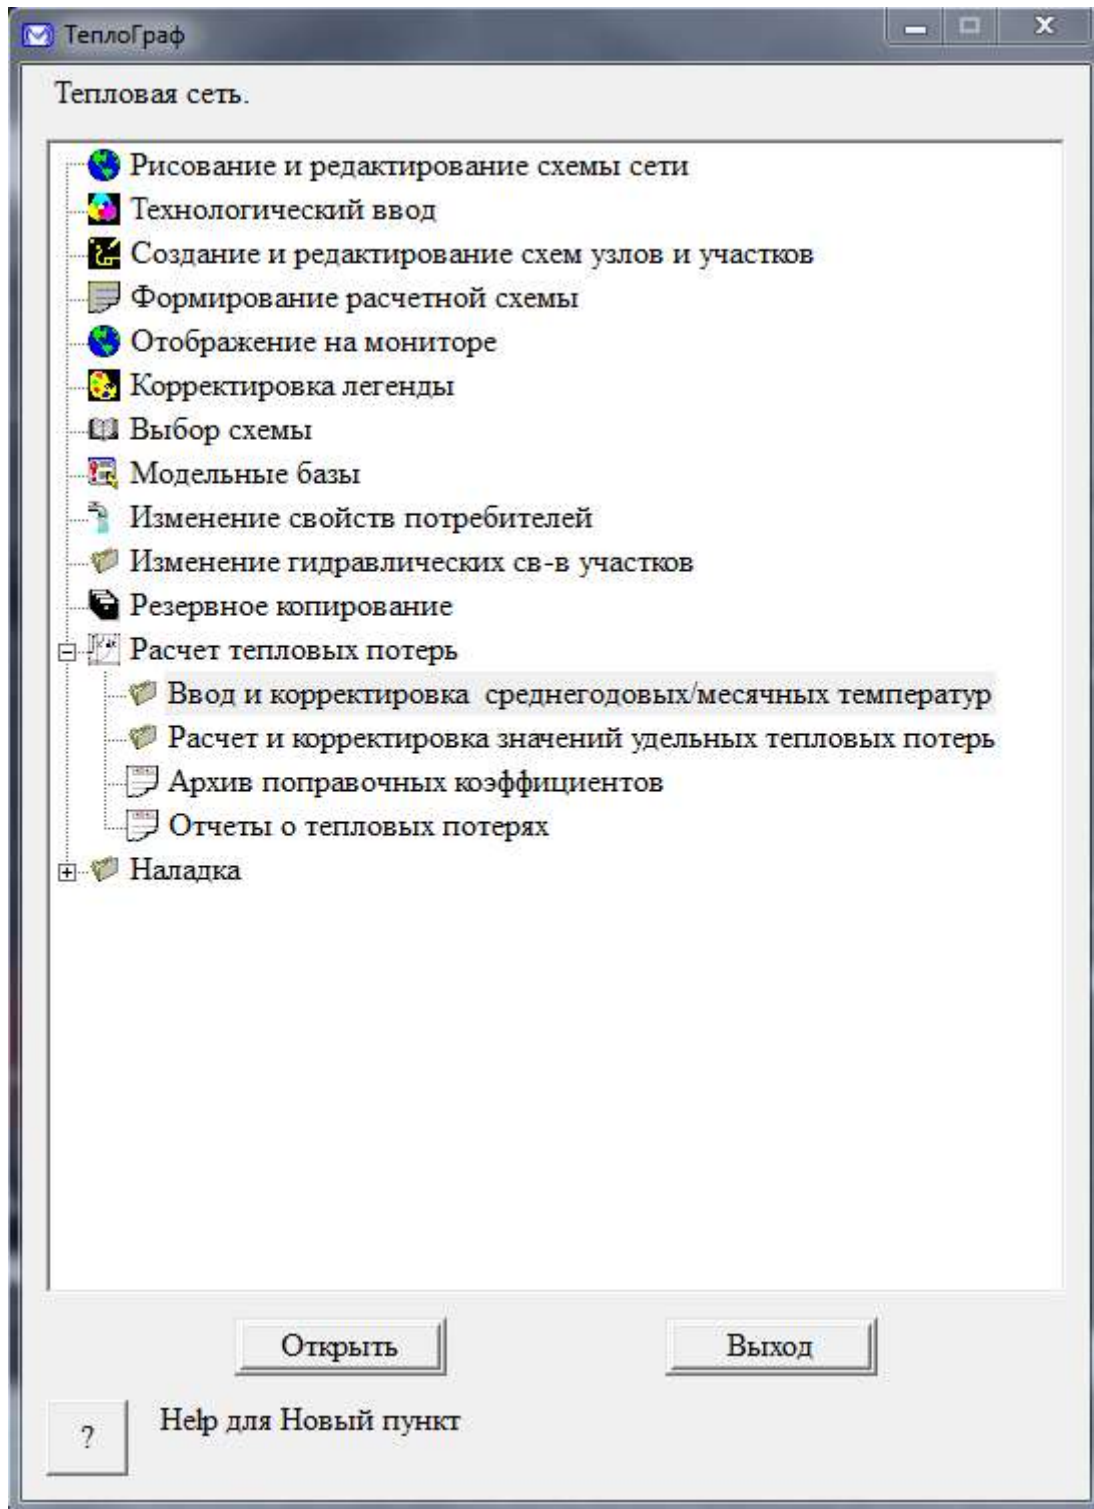 ТеплоГраф
Тепловая сеть.
Рисование и редактирование схемы сети
Технологический ввод
Создание и редактирование схем узлов и участков
Формирование расчетной схемы
Отображение на мониторе
Корректировка легенды
Выбор схемы
Модельные базы
Изменение свойств потребителей
Изменение гидравлических св-в участков
Резервное копирование
Расчет тепловых потерь
Ввод и корректировка  среднегодовых/месячных температур
Расчет и корректировка значений удельных тепловых потерь
Архив поправочных коэффициентов
Отчеты о тепловых потерях
Наладка
Открыть
Выход
?
Help для Новый пункт